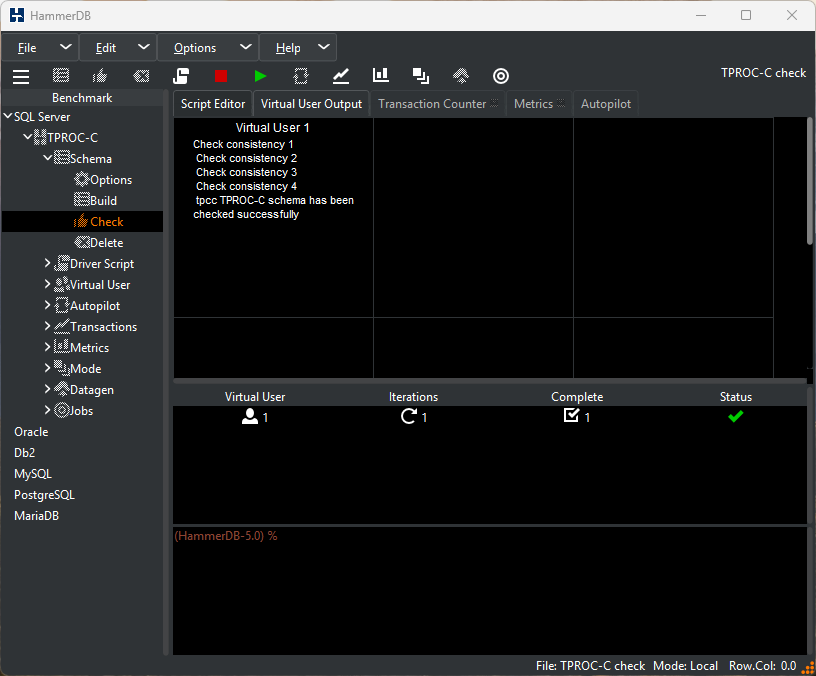 HammerDB
File Edit Options Help
TPROC-C check
Benchmark
SQL Server
TPROC-C
Schema
Options
Build
Check
Delete
Driver Script
Virtual User
Autopilot
Transactions
Metrics
Mode
Datagen
Jobs
Oracle
Db2
MySQL
PostgreSQL
MariaDB
Script Editor Virtual User Output Transaction Counter Metrics Autopilot
Virtual User 1
Check consistency 1
Check consistency 2
Check consistency 3
Check consistency 4
tpcc TPROC-C schema has been
checked successfully
Virtual User Iterations Complete Status
1 1 1
(HammerDB-5.0) %
File: TPROC-C check Mode: Local Row.Col: 0.0